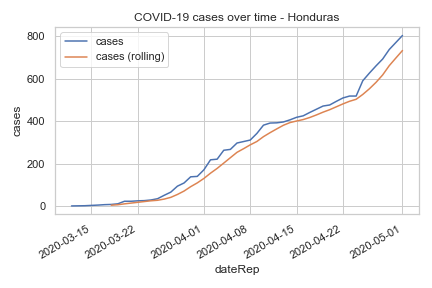 COVID-19 cases over time - Honduras
cases
cases (rolling)
800
600
400
200
0
cases
2020-03-15
2020-03-22
2020-04-01
2020-04-08
2020-04-15
2020-04-22
2020-05-01
dateRep